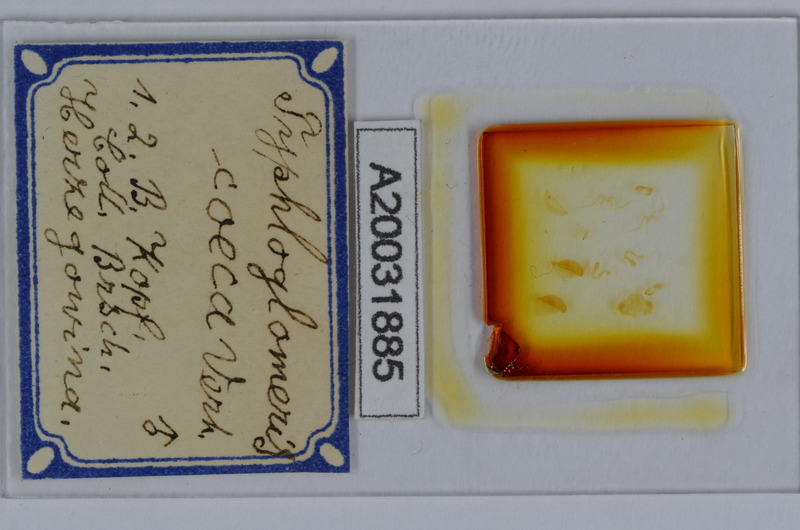 Typhloglomeris
coeca Verh. ♂
1. 2. B. Kopf.
Coll. Brsch.
Herzegowina.
A20031885